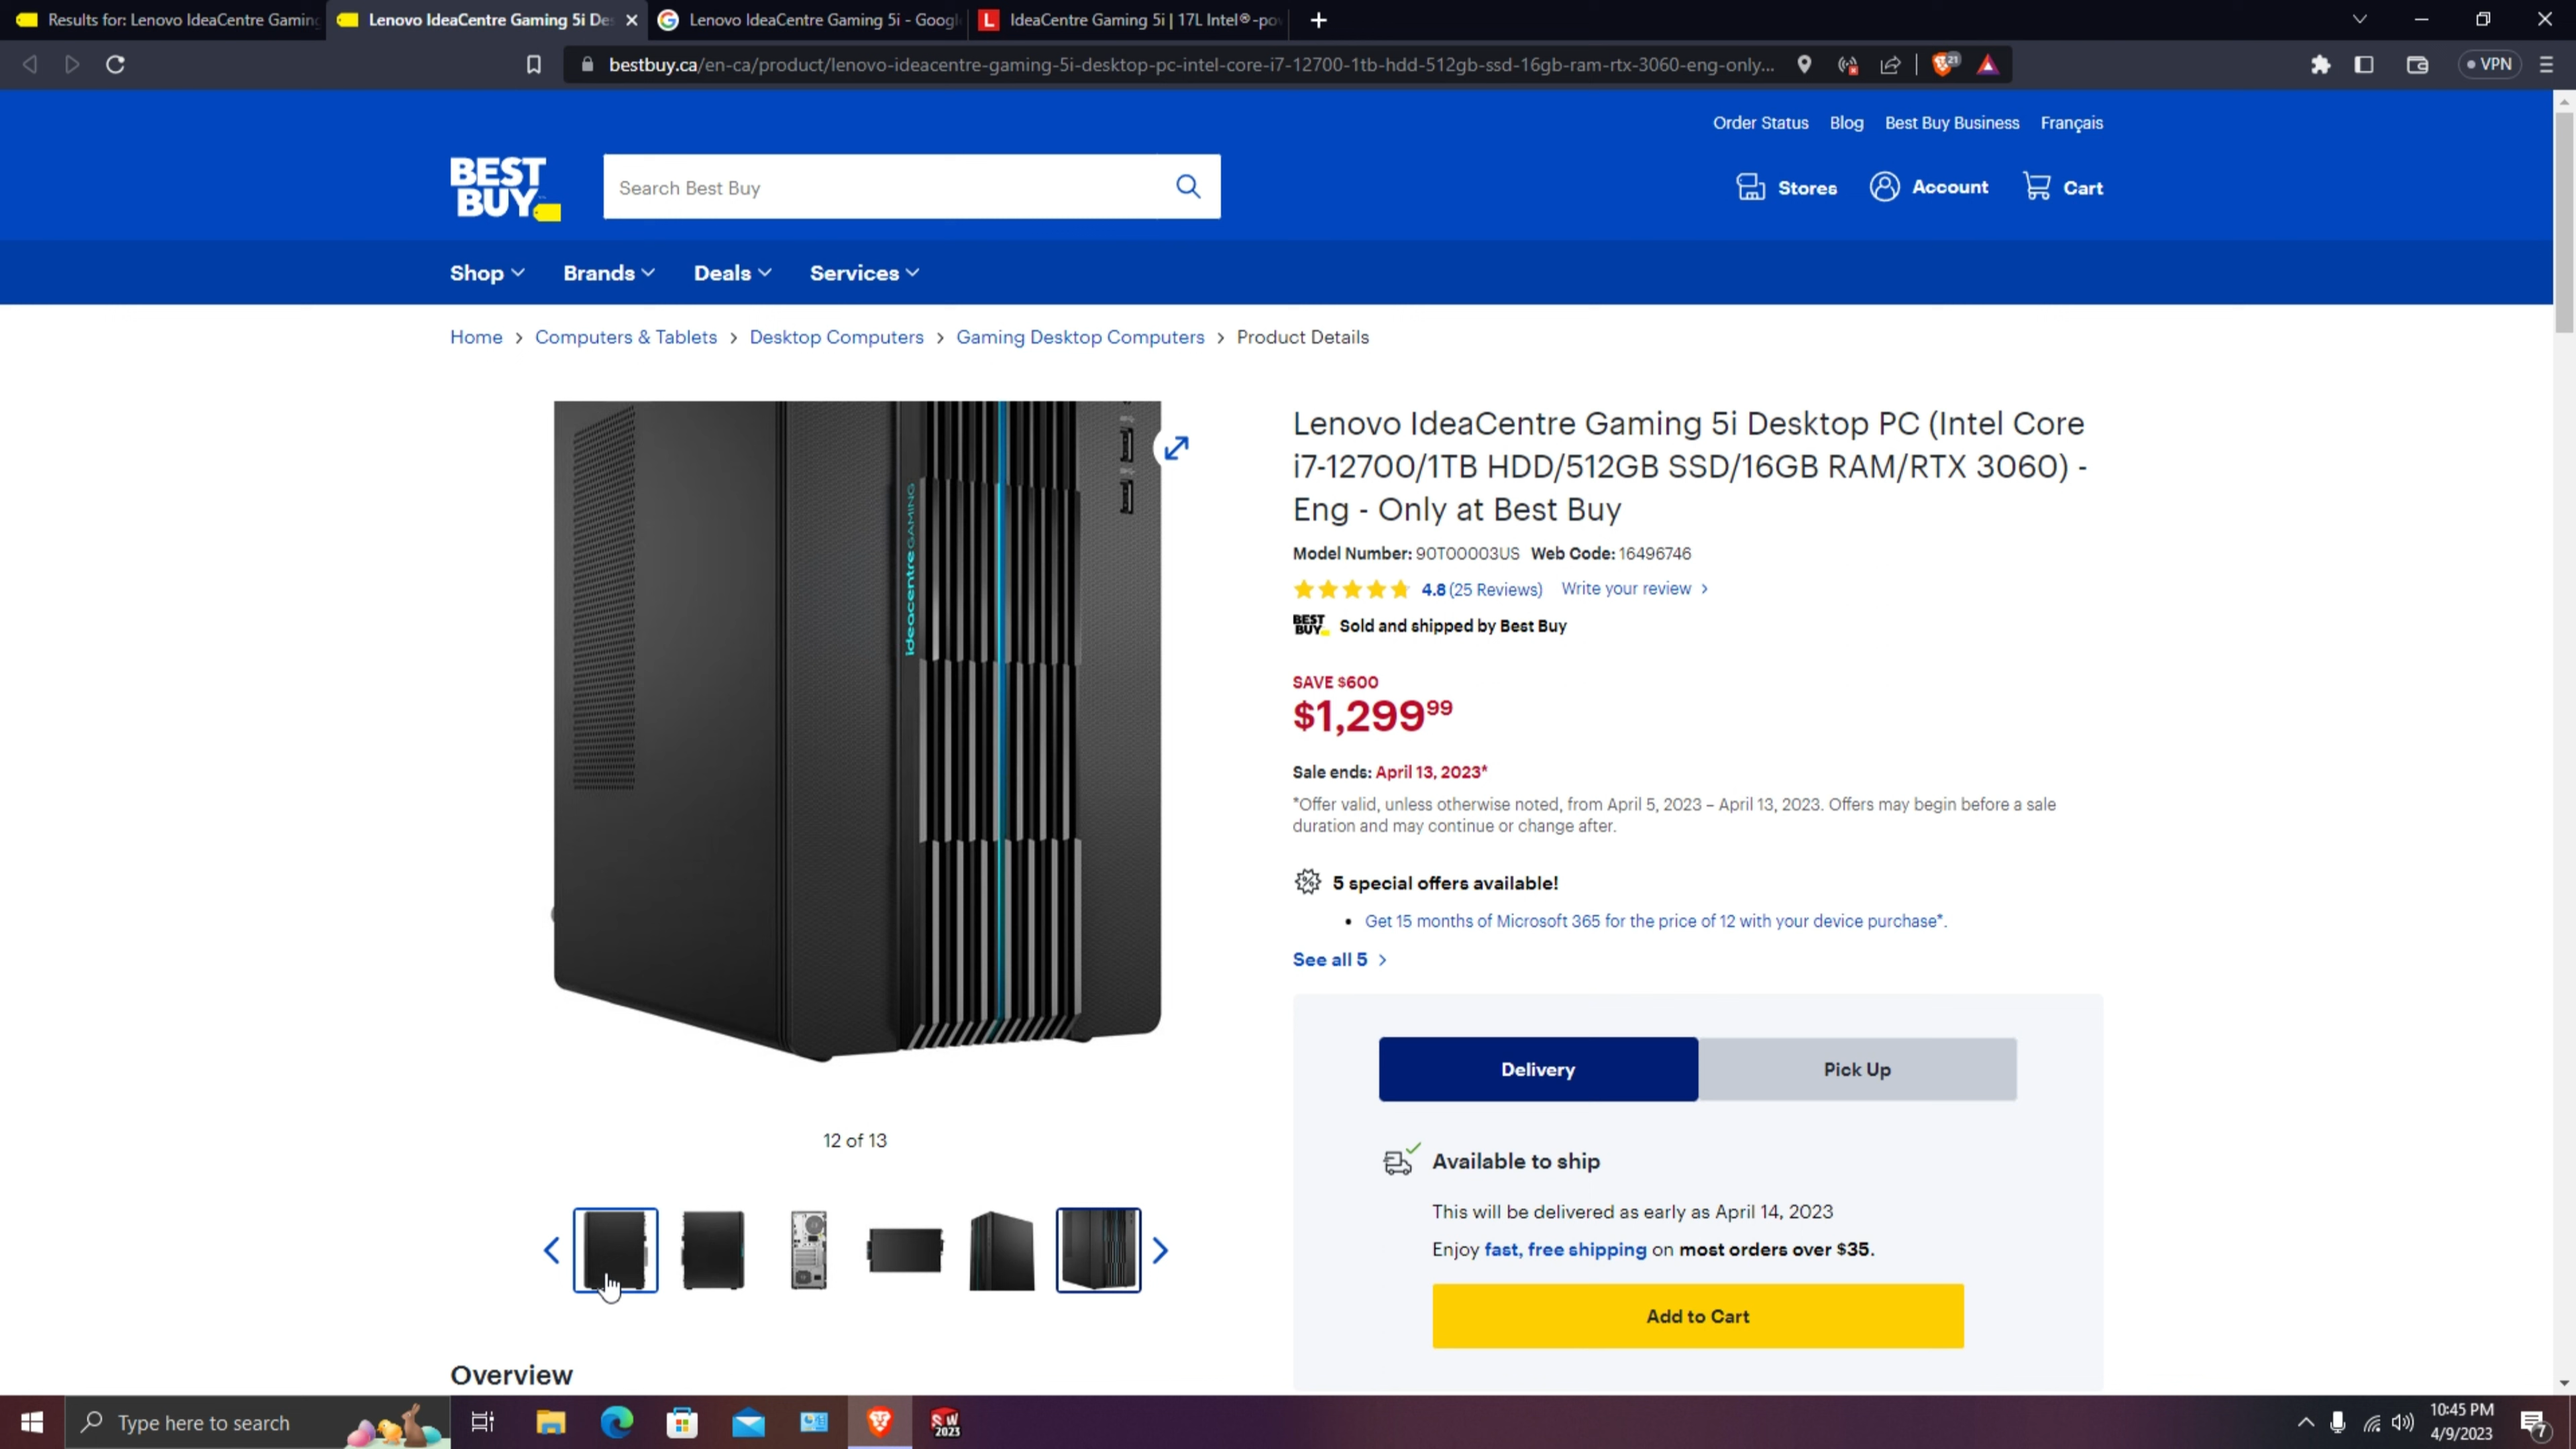 Results for: Lenovo IdeaCentre Gaming
Lenovo IdeaCentre Gaming 5i Des
Lenovo IdeaCentre Gaming 5i - Googl
L IdeaCentre Gaming 5i | 17L Intel®-po
bestbuy.ca/en-ca/product/lenovo-ideacentre-gaming-5i-desktop-pc-intel-core-i7-12700-1tb-hdd-512gb-ssd-16gb-ram-rtx-3060-eng-only...
21
VPN
Order Status Blog Best Buy Business Français
BEST BUY
Search Best Buy
Stores Account Cart
Shop Brands Deals Services
Home > Computers & Tablets > Desktop Computers > Gaming Desktop Computers > Product Details
ideacentre GAMING
Lenovo IdeaCentre Gaming 5i Desktop PC (Intel Core
i7-12700/1TB HDD/512GB SSD/16GB RAM/RTX 3060) -
Eng - Only at Best Buy
Model Number: 90T00003US Web Code: 16496746
4.8 (25 Reviews) Write your review >
BEST BUY Sold and shipped by Best Buy
SAVE $600
$1,299.99
Sale ends: April 13, 2023*
*Offer valid, unless otherwise noted, from April 5, 2023 – April 13, 2023. Offers may begin before a sale
duration and may continue or change after.
5 special offers available!
• Get 15 months of Microsoft 365 for the price of 12 with your device purchase*.
See all 5 >
Delivery Pick Up
12 of 13
Available to ship
This will be delivered as early as April 14, 2023
Enjoy fast, free shipping on most orders over $35.
Add to Cart
Overview
Type here to search
SW 2023
10:45 PM
4/9/2023
7